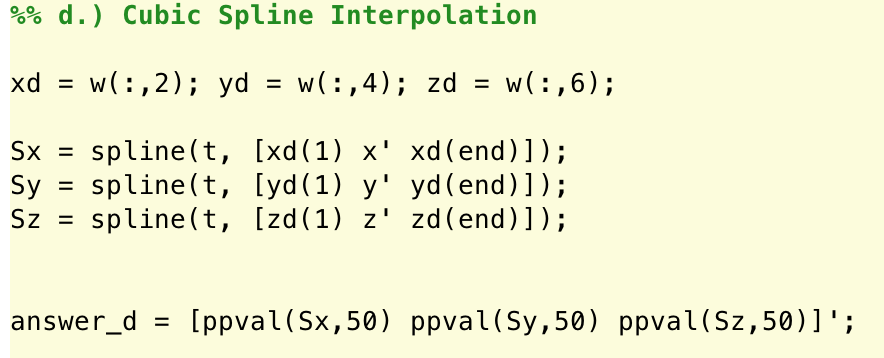 %% d.) Cubic Spline Interpolation
xd = w(:,2); yd = w(:,4); zd = w(:,6);
Sx = spline(t, [xd(1) x' xd(end)]);
Sy = spline(t, [yd(1) y' yd(end)]);
Sz = spline(t, [zd(1) z' zd(end)]);
answer_d = [ppval(Sx,50) ppval(Sy,50) ppval(Sz,50)]';